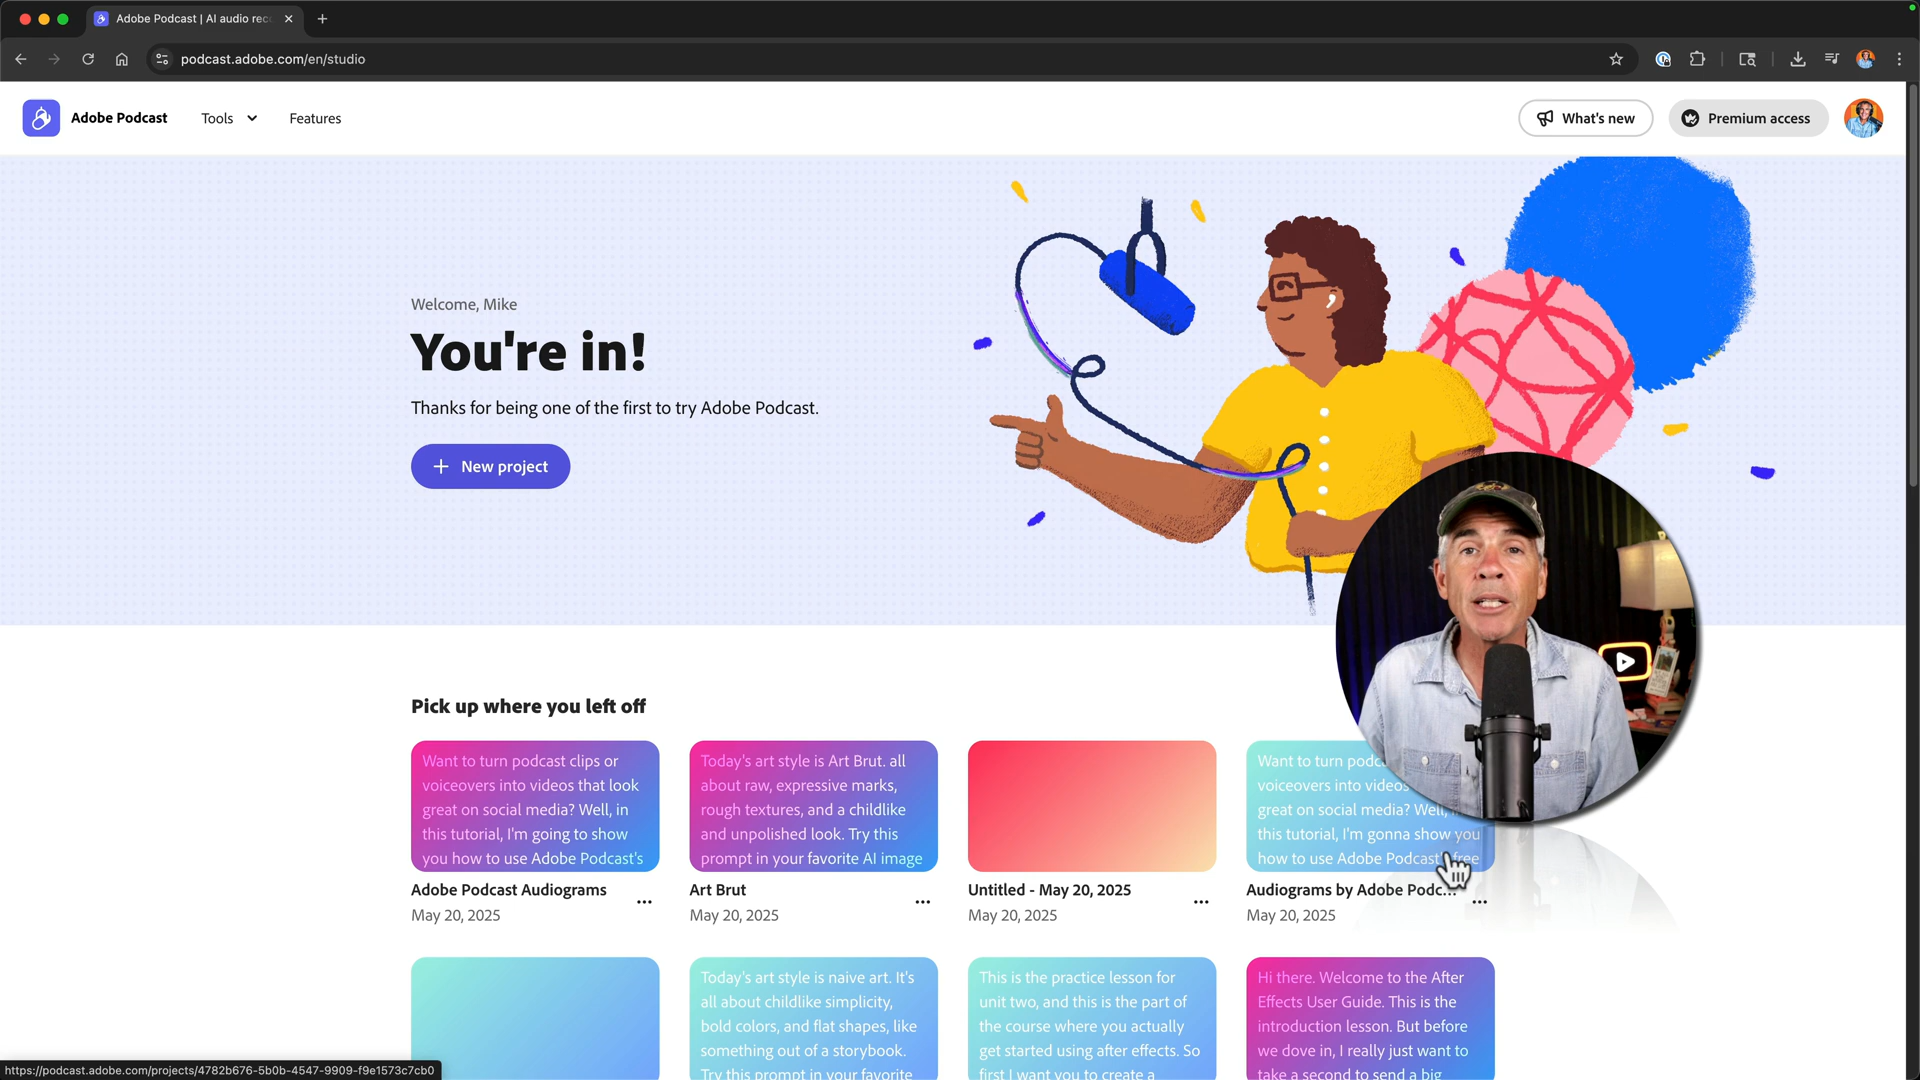 Adobe Podcast | AI audio rec
podcast.adobe.com/en/studio
Adobe Podcast
Tools
Features
What's new
Premium access
Welcome, Mike
You're in!
Thanks for being one of the first to try Adobe Podcast.
+ New project
Pick up where you left off
Want to turn podcast clips or
voiceovers into videos that look
great on social media? Well, in
this tutorial, I'm going to show
you how to use Adobe Podcast's
Adobe Podcast Audiograms
...
May 20, 2025
Today's art style is Art Brut. all
about raw, expressive marks,
rough textures, and a childlike
and unpolished look. Try this
prompt in your favorite AI image
Art Brut
...
May 20, 2025
Untitled - May 20, 2025
...
May 20, 2025
Want to turn podc
voiceovers into videos
great on social media? Well,
this tutorial, I'm gonna show you
how to use Adobe Podcast' free
Audiograms by Adobe Podc...
...
May 20, 2025
Today's art style is naive art. It's
all about childlike simplicity,
bold colors, and flat shapes, like
something out of a storybook.
Try this prompt in your favorite
This is the practice lesson for
unit two, and this is the part of
the course where you actually
get started using after effects. So
first I want you to create a
Hi there. Welcome to the After
Effects User Guide. This is the
introduction lesson. But before
we dove in, I really just want to
take a second to send a big
https://podcast.adobe.com/projects/4782b676-5b0b-4547-9909-f9e1573c7cb0